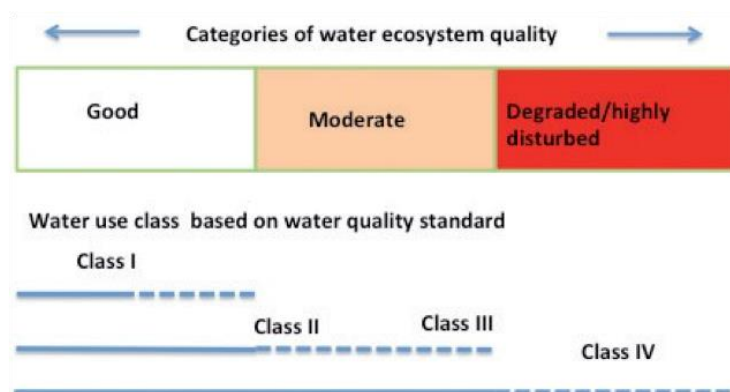 Categories of water ecosystem quality
Good
Moderate
Degraded/highly
disturbed
Water use class based on water quality standard
Class I
Class II
Class III
Class IV